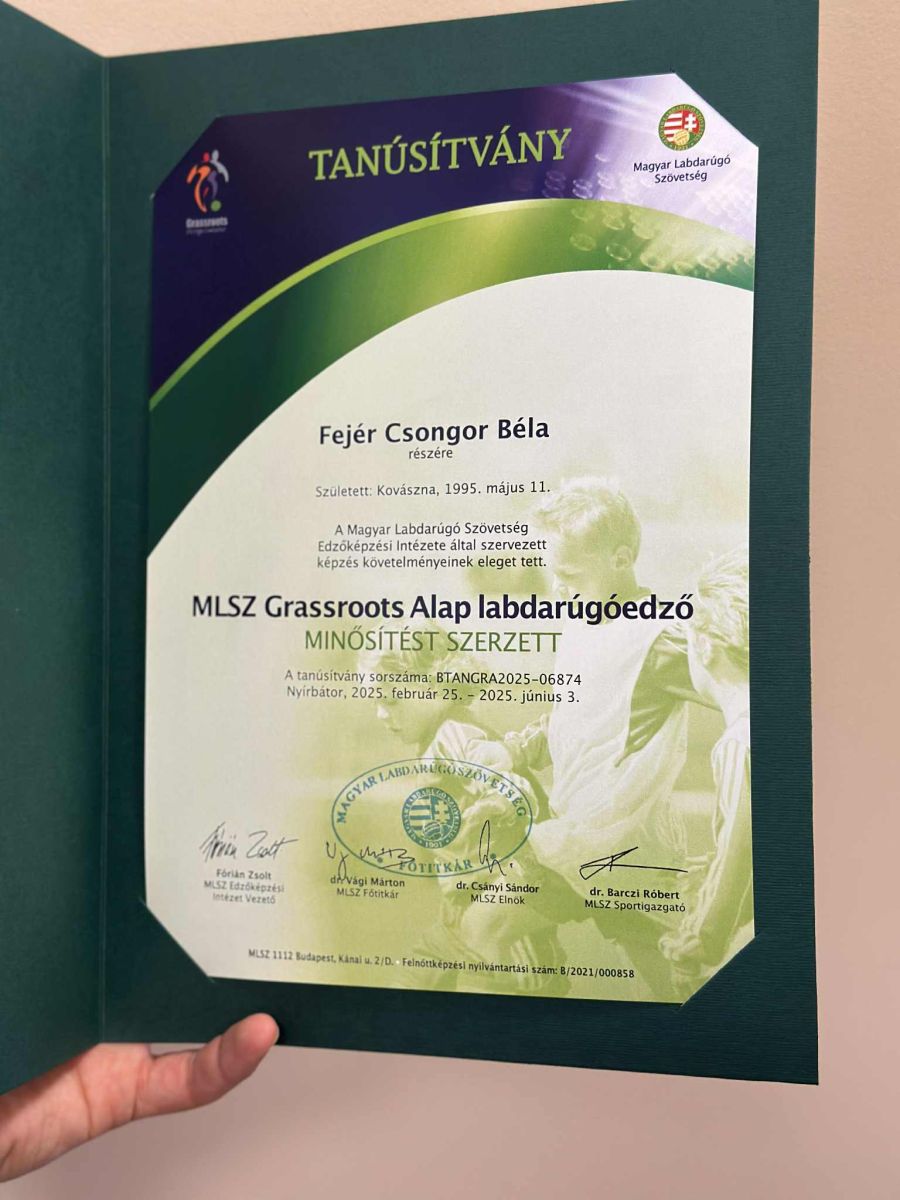 TANÚSÍTVÁNY
Grassroots
Magyar Labdarúgó
Szövetség
Fejér Csongor Béla
részére
Született: Kovászna, 1995. május 11.
A Magyar Labdarúgó Szövetség
Edzőképzési Intézete által szervezett
képzés követelményeinek eleget tett.
MLSZ Grassroots Alap labdarúgóedző
MINŐSÍTÉST SZERZETT
A tanúsítvány sorszáma: BTANGRA2025-06874
Nyírbátor, 2025. február 25. – 2025. június 3.
MAGYAR LABDARÚGÓ SZÖVETSÉG
1901
FŐTITKÁR
Fórián Zsolt
MLSZ Edzőképzési
Intézet Vezető
dr. Vági Márton
MLSZ Főtitkár
dr. Csányi Sándor
MLSZ Elnök
dr. Barczi Róbert
MLSZ Sportigazgató
MLSZ 1112 Budapest, Kánai u. 2/D. • Felnőttképzési nyilvántartási szám: B/2021/000858